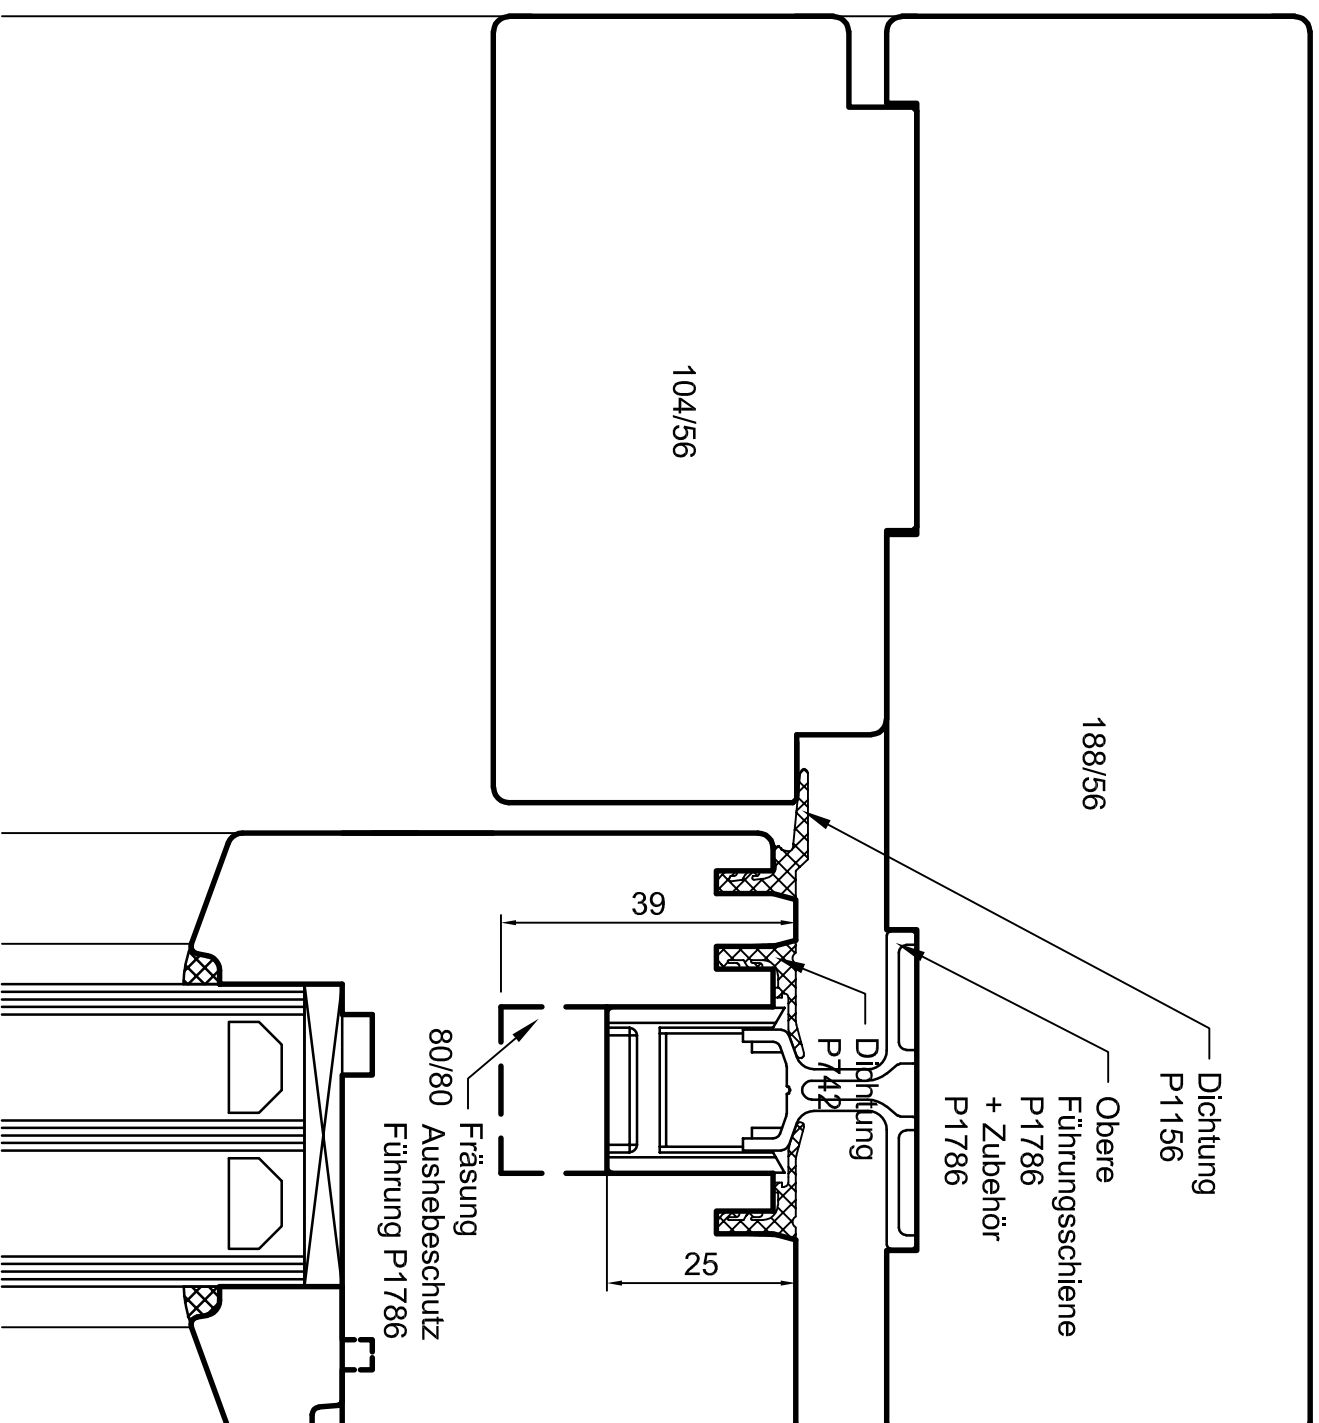 104/56
188/56
Dichtung
P1156
Obere
Führungsschiene
P1786
+ Zubehör
P1786
Dichtung
P742
39
25
Fräsung
80/80 Aushebeschutz
Führung P1786